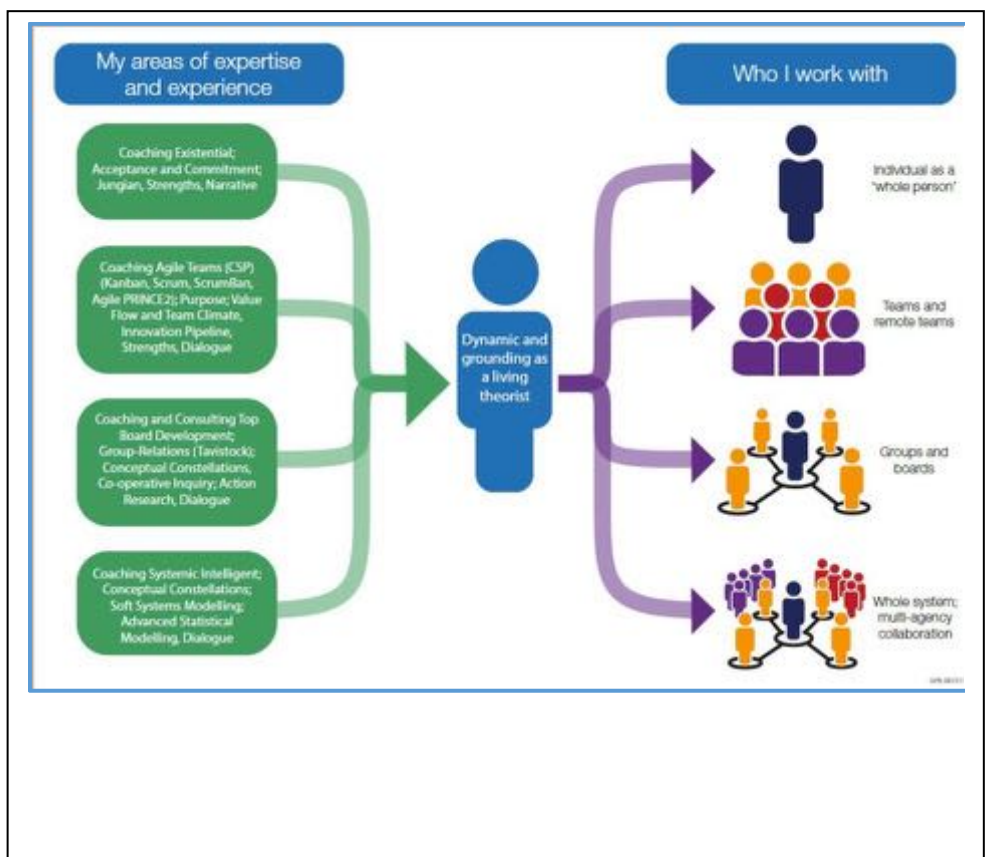 My areas of expertise
and experience
Who I work with
Coaching Existential;
Acceptance and Commitment;
Jungian, Strengths, Narrative
Coaching Agile Teams (CSP)
(Kanban, Scrum, ScrumBan,
Agile PRINCE2); Purpose; Value
Flow and Team Climate,
Innovation Pipeline,
Strengths, Dialogue
Coaching and Consulting Top
Board Development;
Group-Relations (Tavistock);
Conceptual Constellations,
Co-operative Inquiry; Action
Research, Dialogue
Coaching Systemic Intelligent;
Conceptual Constellations;
Soft Systems Modelling;
Advanced Statistical
Modelling, Dialogue
Dynamic and
grounding as
a living
theorist
Individual as a
'whole person'
Teams and
remote teams
Groups and
boards
Whole system;
multi-agency
collaboration